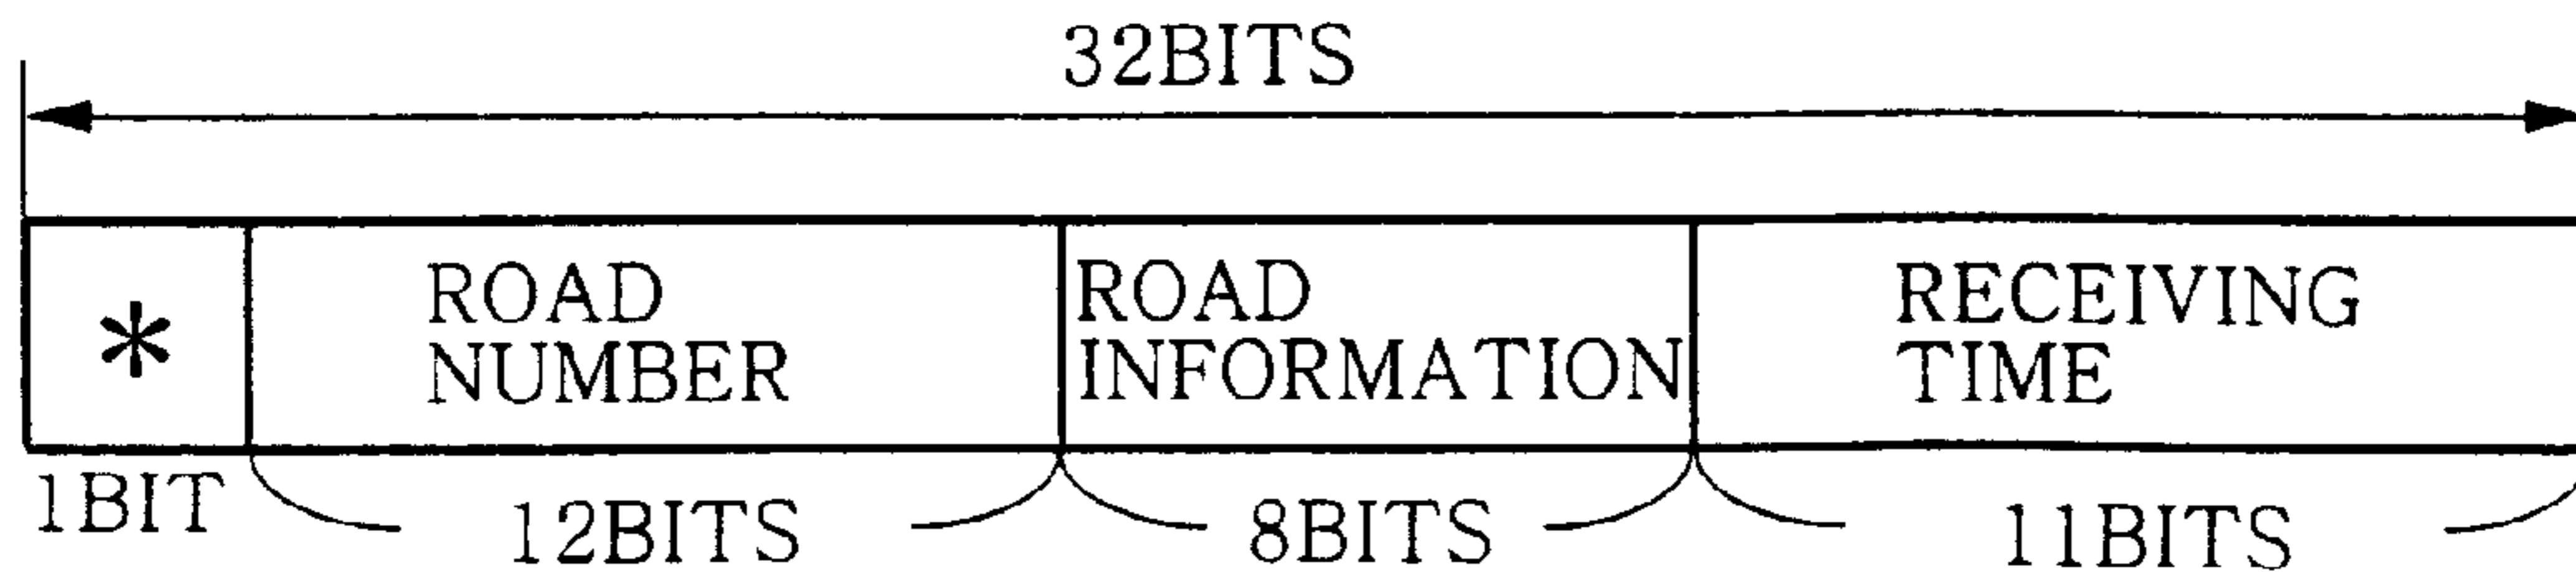 32BITS
*
ROAD
NUMBER
ROAD
INFORMATION
RECEIVING
TIME
1BIT
12BITS
8BITS
11BITS